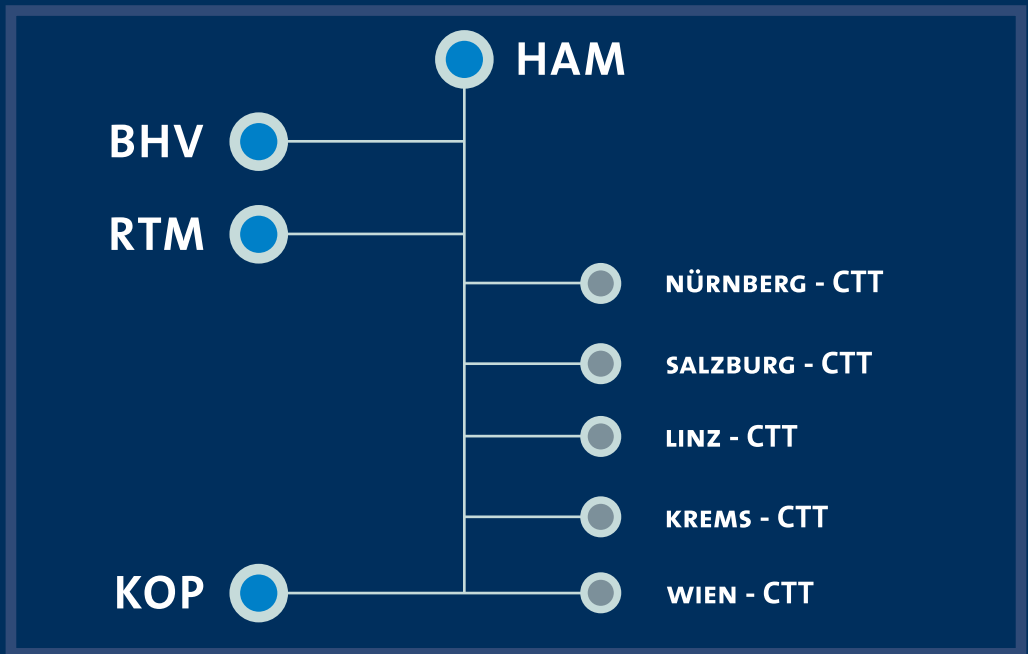 HAM
BHV
RTM
NÜRNBERG - CTT
SALZBURG - CTT
LINZ - CTT
KREMS - CTT
KOP
WIEN - CTT